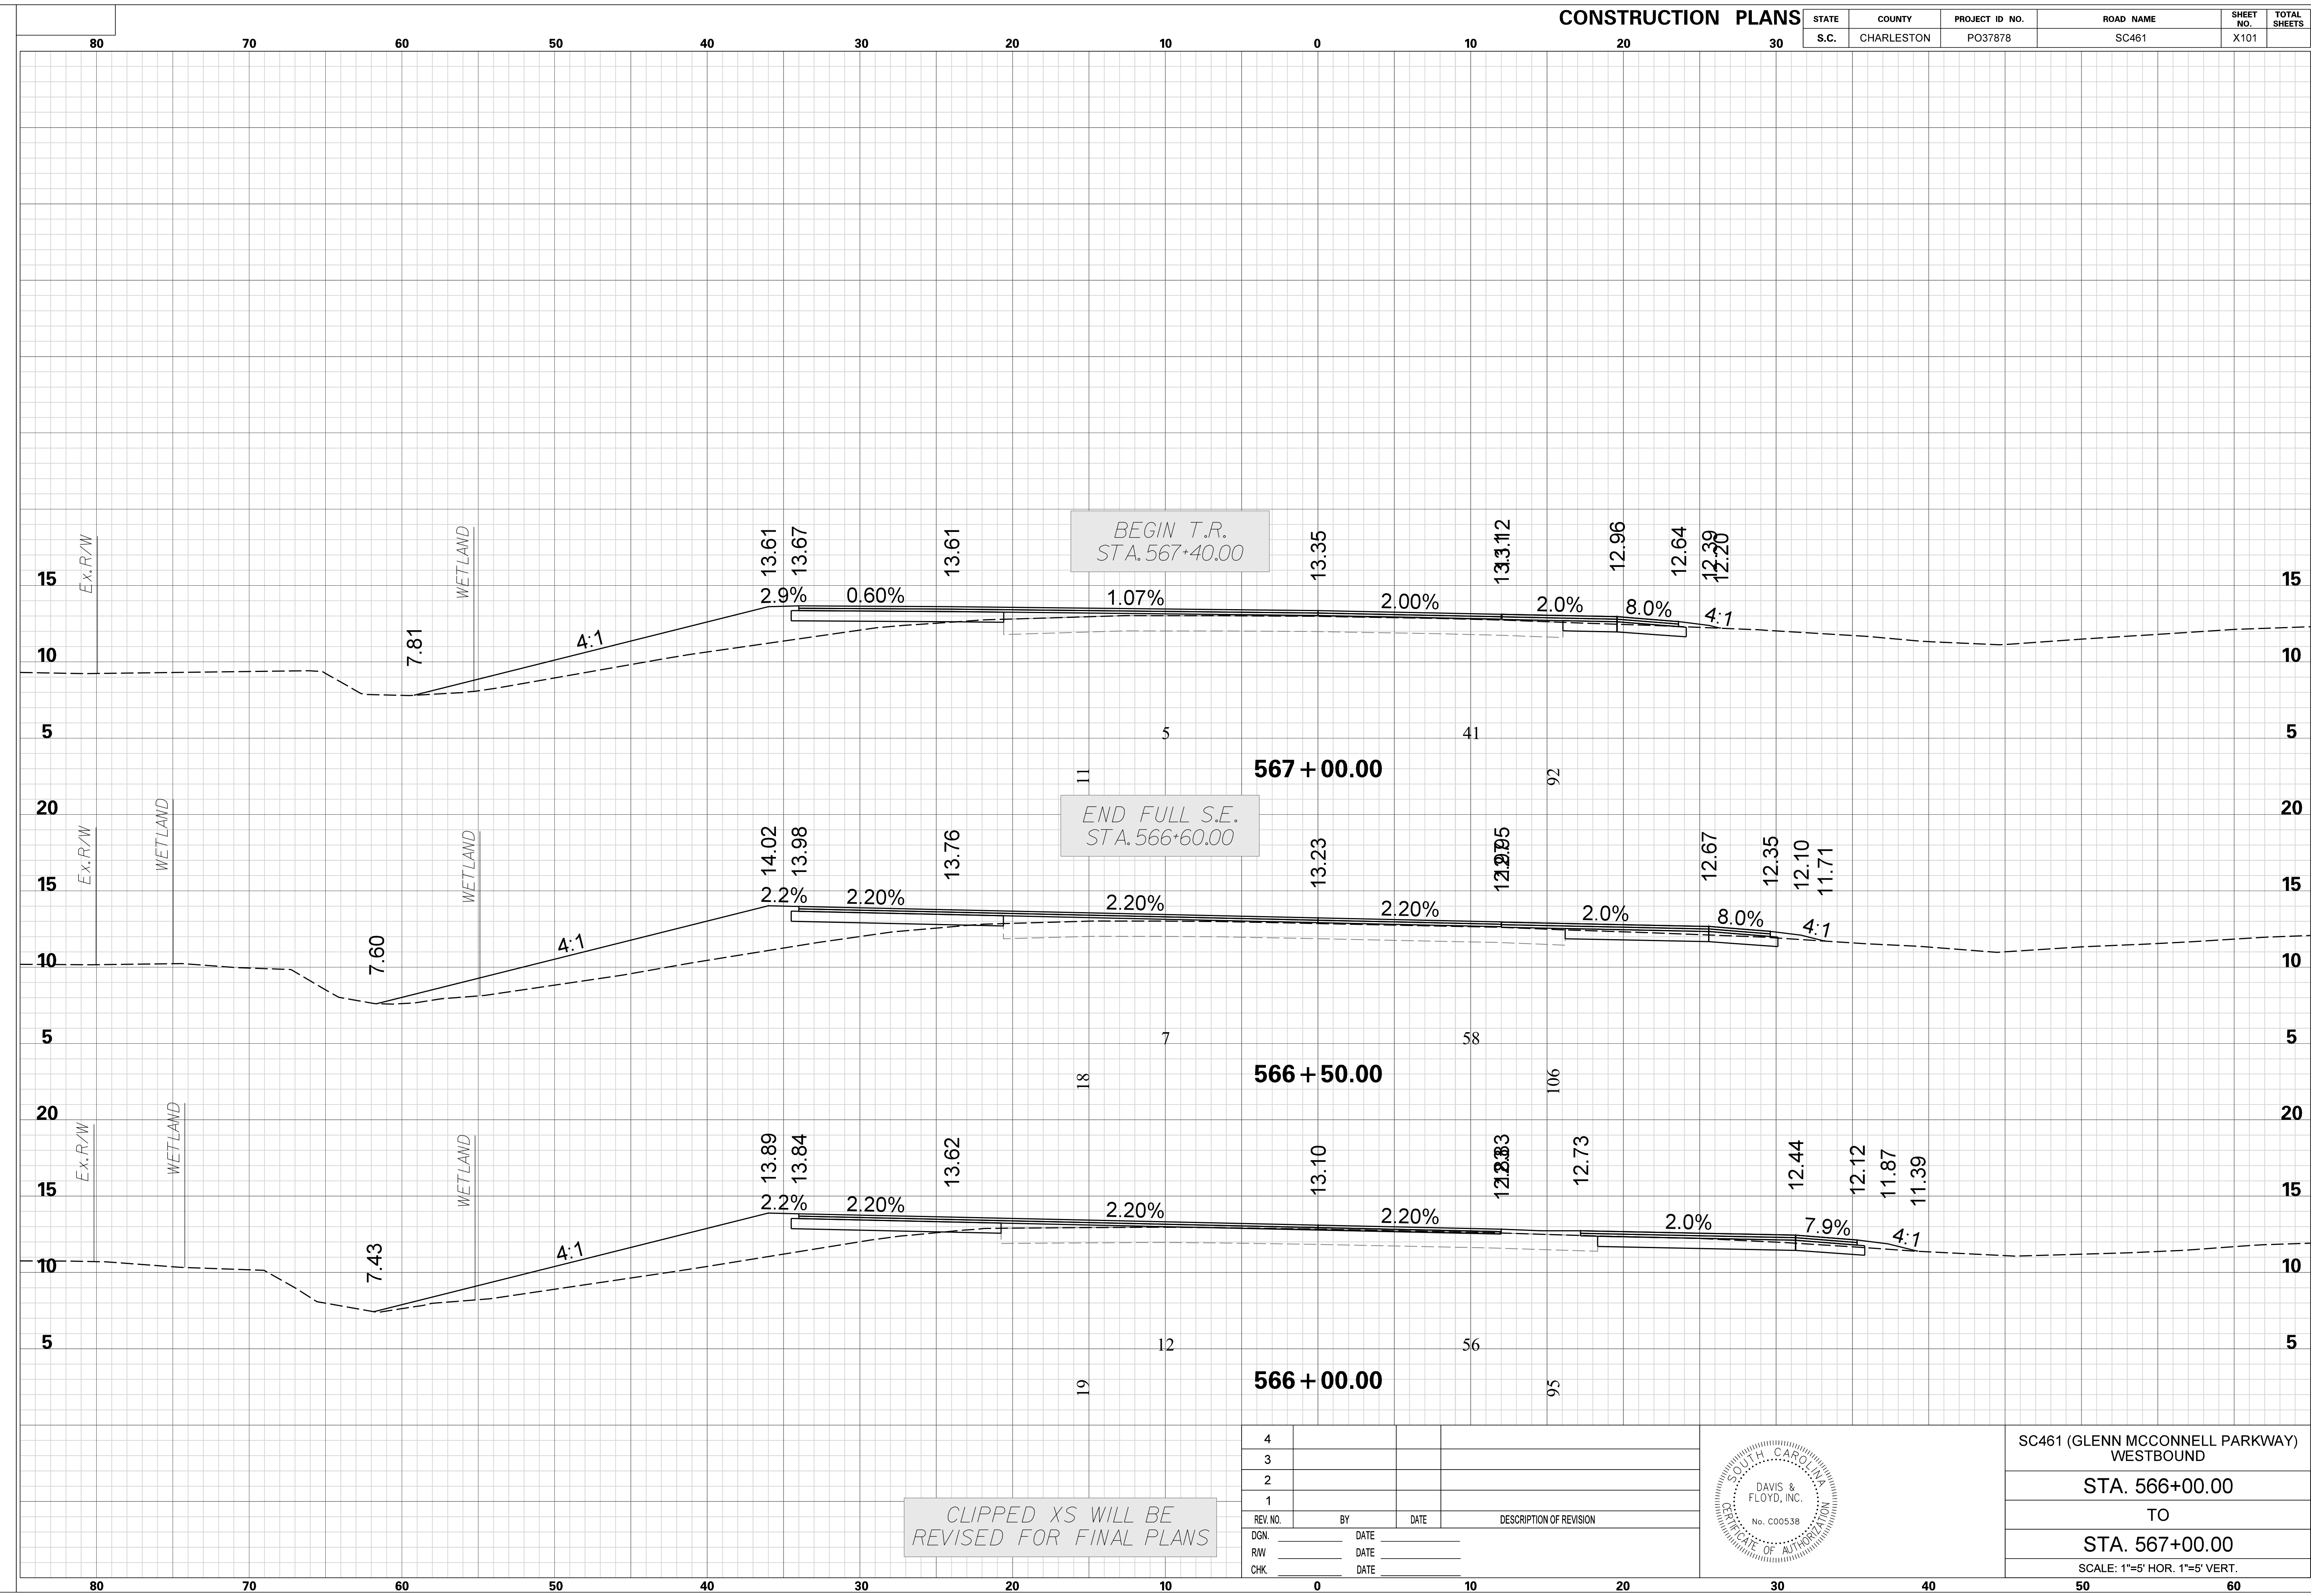 CONSTRUCTION PLANS
STATE COUNTY PROJECT ID NO. ROAD NAME SHEET NO. TOTAL SHEETS
S.C. CHARLESTON PO37878 SC461 X101
80 70 60 50 40 30 20 10 0 10 20 30
BEGIN T.R.
STA.567+40.00
Ex.R/W WETLAND
13.61 13.67 13.61 13.35 13.12 12.96 12.64 12.39 12.20
15 15
2.9% 0.60% 1.07% 2.00% 2.0% 8.0% 4:1
7.81 4:1
10 10
5 5 41 5
567+00.00
11 92
END FULL S.E.
STA.566+60.00
20 20
Ex.R/W WETLAND WETLAND
14.02 13.98 13.76 13.23 12.95 12.67 12.35 12.10 11.71
15 15
2.2% 2.20% 2.20% 2.20% 2.0% 8.0% 4:1
7.60 4:1
10 10
5 7 58 5
566+50.00
18 106
20 20
Ex.R/W WETLAND WETLAND
13.89 13.84 13.62 13.10 12.83 12.73 12.44 12.12 11.87 11.39
15 15
2.2% 2.20% 2.20% 2.20% 2.0% 7.9% 4:1
7.43 4:1
10 10
5 12 56 5
566+00.00
19 95
CLIPPED XS WILL BE
REVISED FOR FINAL PLANS
4
3
2
1
REV. NO. BY DATE DESCRIPTION OF REVISION
DGN. DATE
R/W DATE
CHK. DATE
SOUTH CAROLINA
DAVIS &
FLOYD, INC.
No. C00538
CERTIFICATE OF AUTHORIZATION
SC461 (GLENN MCCONNELL PARKWAY)
WESTBOUND
STA. 566+00.00
TO
STA. 567+00.00
SCALE: 1"=5' HOR. 1"=5' VERT.
80 70 60 50 40 30 20 10 0 10 20 30 40 50 60